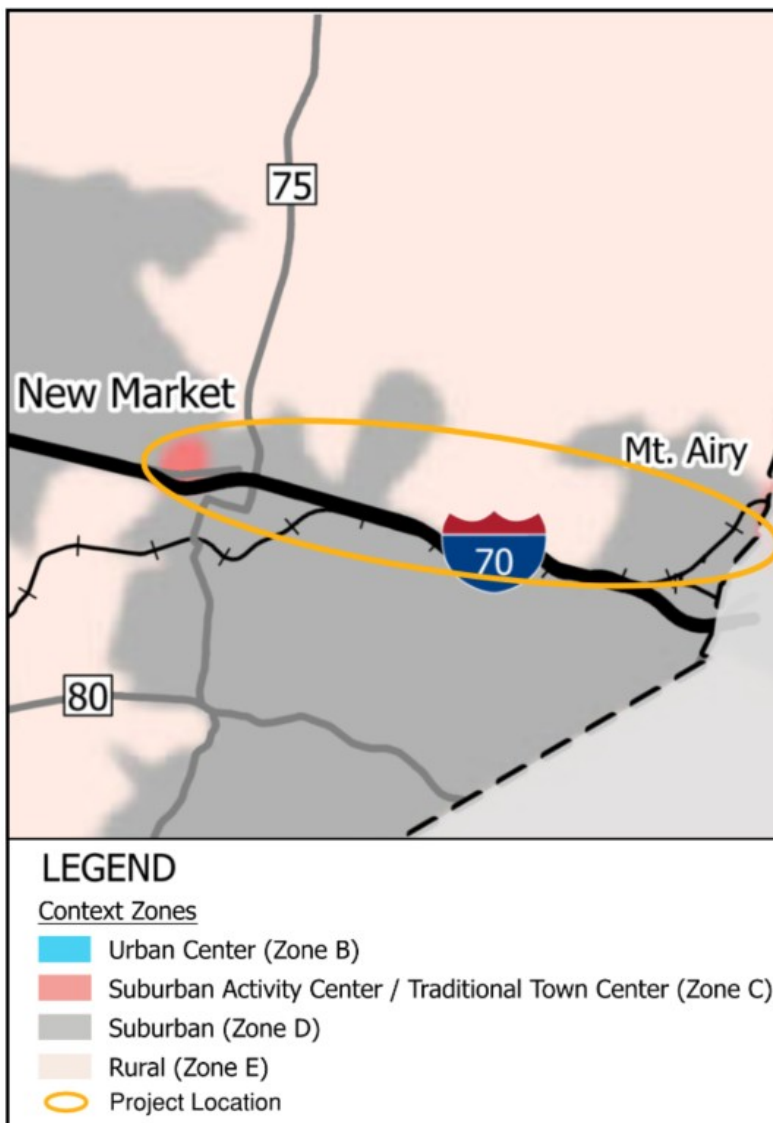 75
New Market
Mt. Airy
70
80
LEGEND
Context Zones
Urban Center (Zone B)
Suburban Activity Center / Traditional Town Center (Zone C)
Suburban (Zone D)
Rural (Zone E)
Project Location